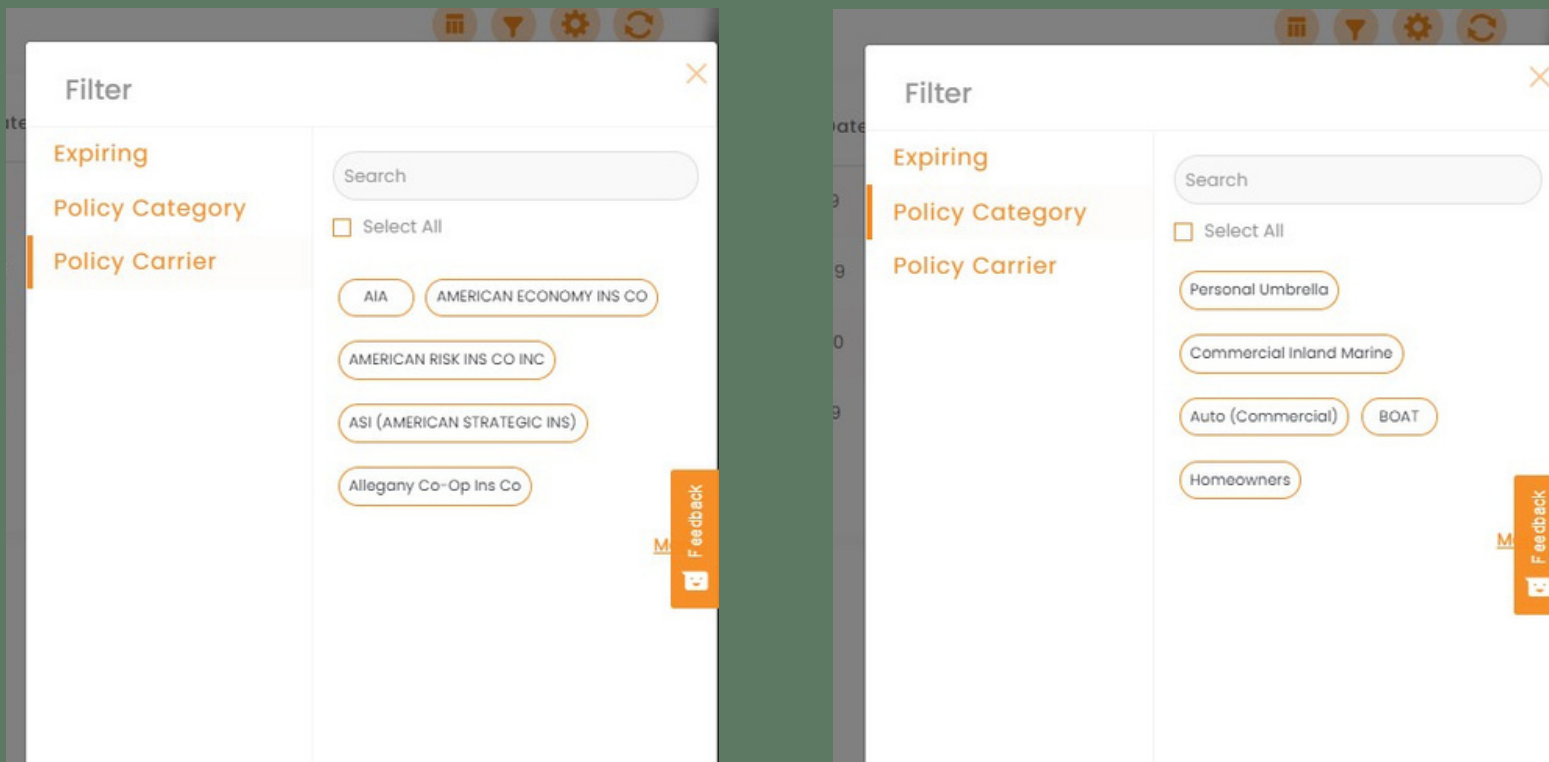 Filter
Expiring
Policy Category
Policy Carrier
Search
Select All
AIA AMERICAN ECONOMY INS CO
AMERICAN RISK INS CO INC
ASI (AMERICAN STRATEGIC INS)
Allegany Co-Op Ins Co
Feedback
Filter
Expiring
Policy Category
Policy Carrier
Search
Select All
Personal Umbrella
Commercial Inland Marine
Auto (Commercial) BOAT
Homeowners
Feedback